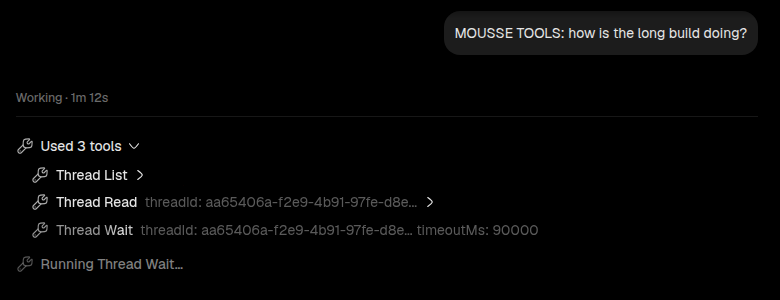 MOUSSE TOOLS: how is the long build doing?
Working · 1m 12s
Used 3 tools
Thread List
Thread Read threadId: aa65406a-f2e9-4b91-97fe-d8e...
Thread Wait threadId: aa65406a-f2e9-4b91-97fe-d8e... timeoutMs: 90000
Running Thread Wait...